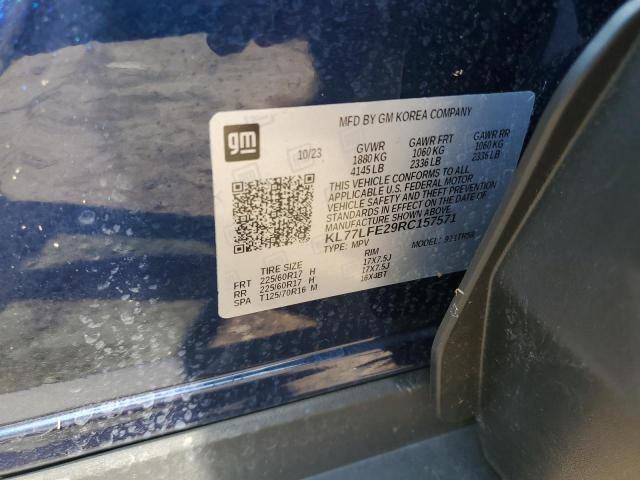 MFD BY GM KOREA COMPANY
gm
10/23
GVWR GAWR FRT GAWR RR
1880 KG 1060 KG 1060 KG
4145 LB 2336 LB 2336 LB
THIS VEHICLE CONFORMS TO ALL
APPLICABLE U.S. FEDERAL MOTOR
VEHICLE SAFETY AND THEFT PREVENTION
STANDARDS IN EFFECT ON THE DATE OF
MANUFACTURE SHOWN ABOVE.
KL77LFE29RC157571
TYPE: MPV MODEL:
TIRE SIZE RIM
FRT 225/60R17 H 17X7.5J
RR 225/60R17 H 17X7.5J
SPA T125/70R16 M 16X4BT